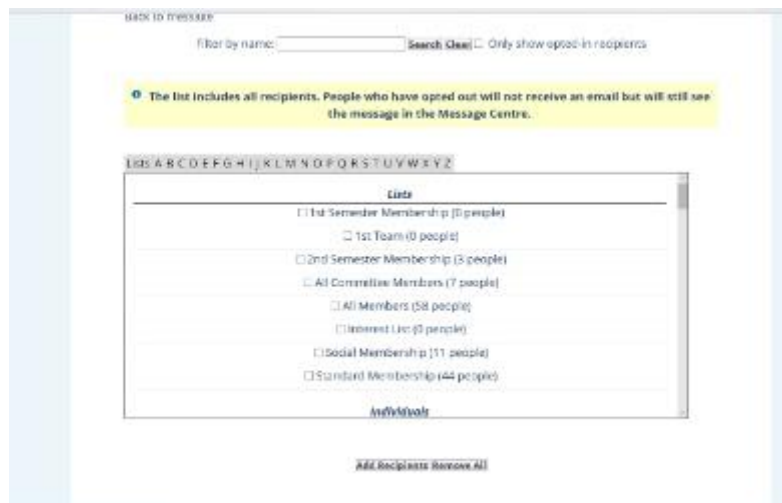 Back to message
Filter by name: Search Clear Only show opted-in recipients
The list includes all recipients. People who have opted out will not receive an email but will still see
the message in the Message Centre.
Lists A B C D E F G H I J K L M N O P Q R S T U V W X Y Z
Lists
1st Semester Membership (0 people)
1st Team (0 people)
2nd Semester Membership (3 people)
All Committee Members (7 people)
All Members (58 people)
Interest List (0 people)
Social Membership (11 people)
Standard Membership (44 people)
Individuals
Add Recipients Remove All